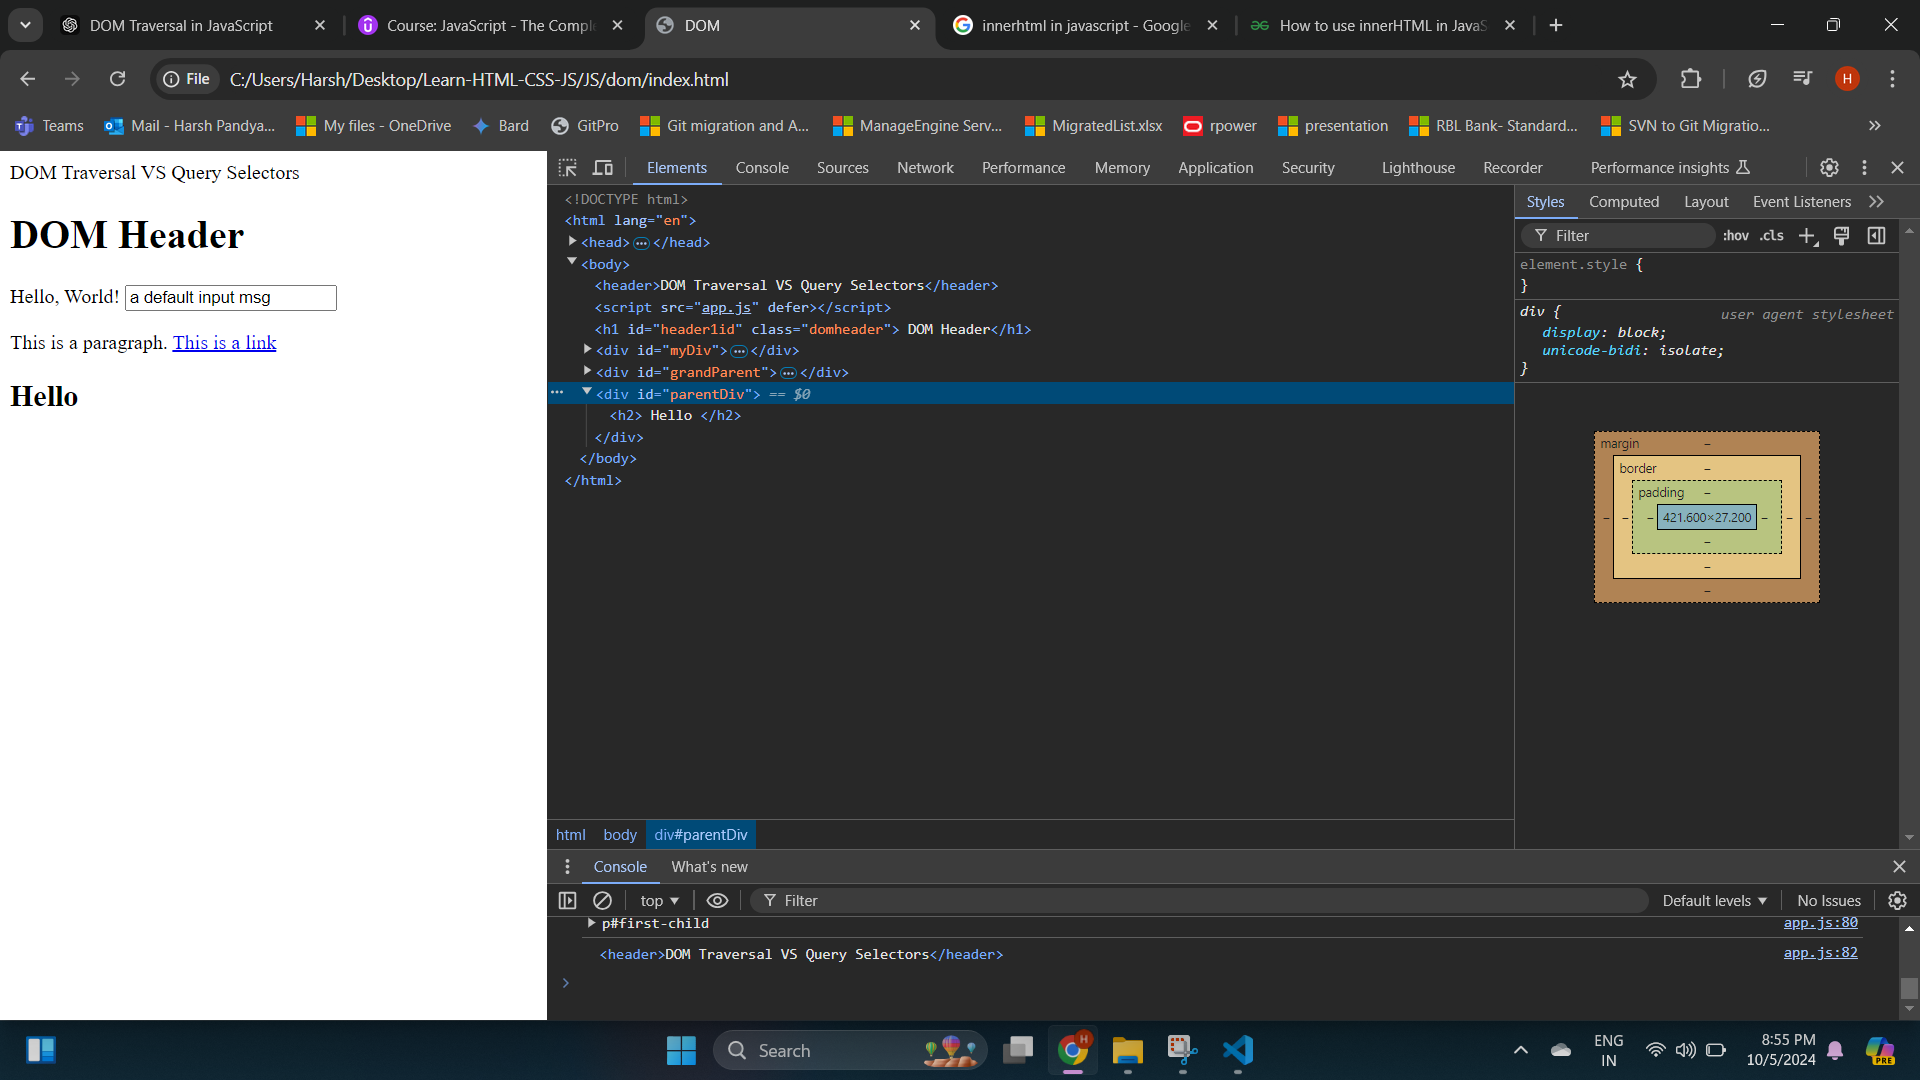 DOM Traversal in JavaScript
Course: JavaScript - The Comple
DOM
innerhtml in javascript - Google
How to use innerHTML in JavaS
File
C:/Users/Harsh/Desktop/Learn-HTML-CSS-JS/JS/dom/index.html
H
Teams
Mail - Harsh Pandya...
My files - OneDrive
Bard
GitPro
Git migration and A...
ManageEngine Serv...
MigratedList.xlsx
rpower
presentation
RBL Bank- Standard...
SVN to Git Migratio...
DOM Traversal VS Query Selectors
DOM Header
Hello, World! a default input msg
This is a paragraph. This is a link
Hello
Elements
Console
Sources
Network
Performance
Memory
Application
Security
Lighthouse
Recorder
Performance insights
<!DOCTYPE html>
<html lang="en">
<head>…</head>
<body>
<header>DOM Traversal VS Query Selectors</header>
<script src="app.js" defer></script>
<h1 id="header1id" class="domheader"> DOM Header</h1>
<div id="myDiv">…</div>
<div id="grandParent">…</div>
<div id="parentDiv"> == $0
<h2> Hello </h2>
</div>
</body>
</html>
html body div#parentDiv
Styles
Computed
Layout
Event Listeners
Filter
:hov
.cls
element.style {
}
div { user agent stylesheet
display: block;
unicode-bidi: isolate;
}
margin –
border –
padding –
– – – 421.600×27.200 – – –
–
–
–
Console
What's new
top
Filter
Default levels
No Issues
p#first-child app.js:80
<header>DOM Traversal VS Query Selectors</header> app.js:82
Search
H
ENG
IN
8:55 PM
10/5/2024
PRE